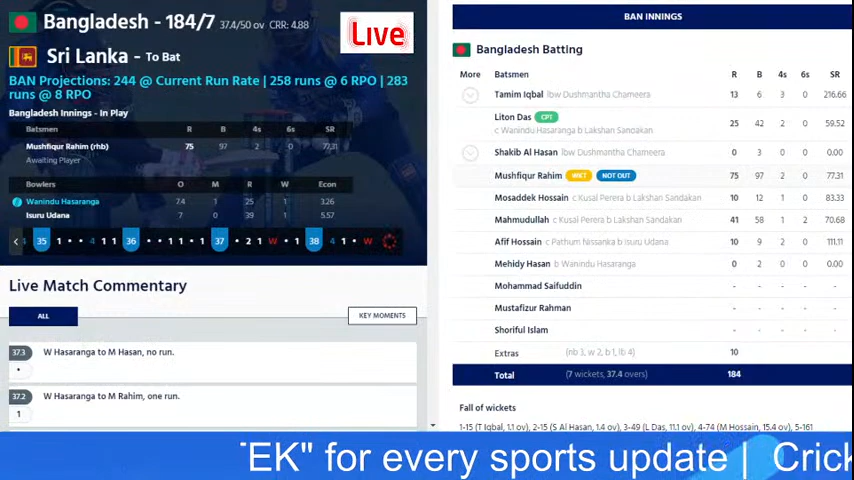 Bangladesh - 184/7 37.4/50 ov CRR: 4.88
Live
Sri Lanka - To Bat
BAN Projections: 244 @ Current Run Rate | 258 runs @ 6 RPO | 283
runs @ 8 RPO
Bangladesh Innings - In Play
Batsmen R B 4s 6s SR
Mushfiqur Rahim (rhb) 75 97 2 0 77.31
Awaiting Player
Bowlers O M R W Econ
Wanindu Hasaranga 7.4 1 25 1 3.26
Isuru Udana 7 0 39 1 5.57
35 1 • • 4 1 1 36 • • 1 1 • 1 37 • 2 1 W • 1 38 4 1 • W
Live Match Commentary
ALL
KEY MOMENTS
37.3 W Hasaranga to M Hasan, no run.
•
37.2 W Hasaranga to M Rahim, one run.
1
BAN INNINGS
Bangladesh Batting
More Batsmen R B 4s 6s SR
Tamim Iqbal lbw Dushmantha Chameera 13 6 3 0 216.66
Liton Das CPT
c Wanindu Hasaranga b Lakshan Sandakan 25 42 2 0 59.52
Shakib Al Hasan lbw Dushmantha Chameera 0 3 0 0 0.00
Mushfiqur Rahim WKT NOT OUT 75 97 2 0 77.31
Mosaddek Hossain c Kusal Perera b Lakshan Sandakan 10 12 1 0 83.33
Mahmudullah c Kusal Perera b Lakshan Sandakan 41 58 1 2 70.68
Afif Hossain c Pathum Nissanka b Isuru Udana 10 9 2 0 111.11
Mehidy Hasan b Wanindu Hasaranga 0 2 0 0 0.00
Mohammad Saifuddin - - - - -
Mustafizur Rahman - - - - -
Shoriful Islam - - - - -
Extras (nb 3, w 2, b 1, lb 4) 10
Total (7 wickets, 37.4 overs) 184
Fall of wickets
1-15 (T Iqbal, 1.1 ov), 2-15 (S Al Hasan, 1.4 ov), 3-49 (L Das, 11.1 ov), 4-74 (M Hossain, 15.4 ov), 5-161
TEK" for every sports update | Crick